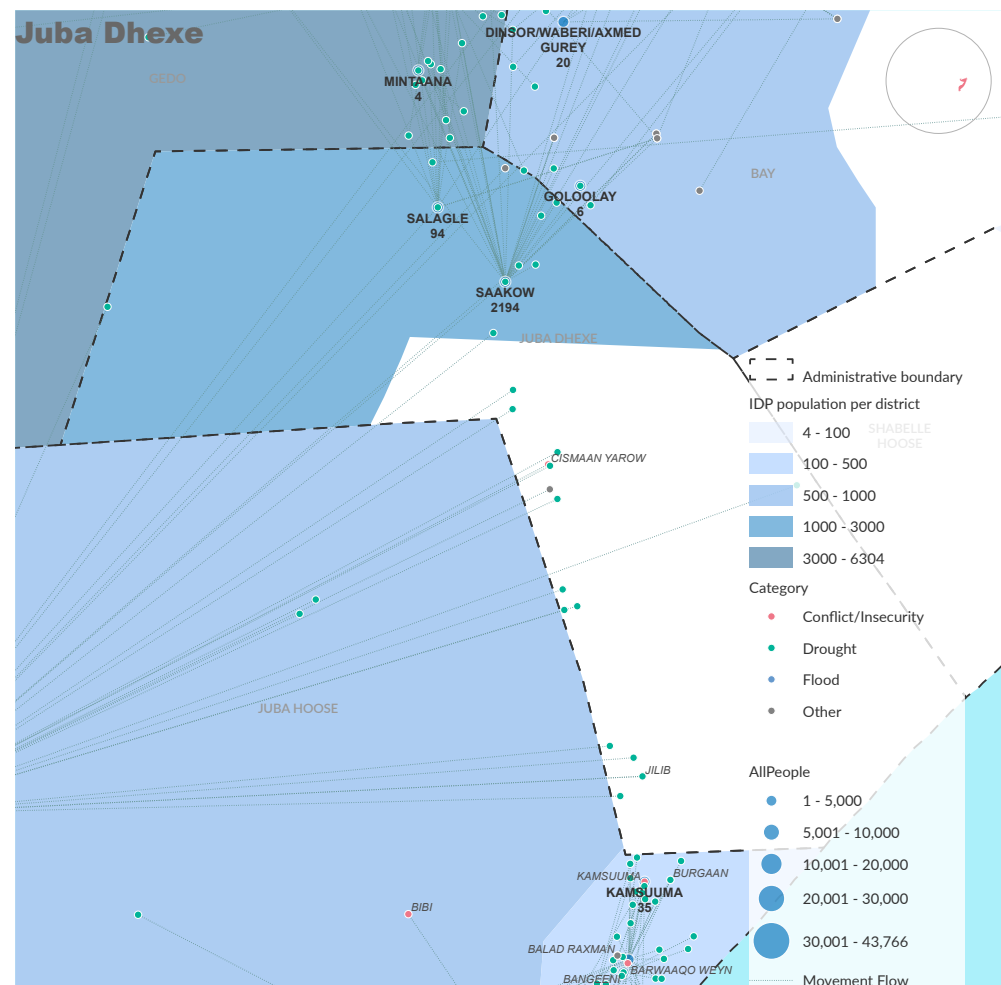 Juba Dhexe
DINSOR/WABERI/AXMED
GUREY
20
GEDO
MINTAANA
4
BAY
GOLOOLAY
6
SALAGLE
94
SAAKOW
2194
JUBA DHEXE
Administrative boundary
IDP population per district
4 - 100
SHABELLE
HOOSE
100 - 500
500 - 1000
1000 - 3000
3000 - 6304
CISMAAN YAROW
Category
Conflict/Insecurity
Drought
Flood
Other
JUBA HOOSE
JILIB
AllPeople
1 - 5,000
5,001 - 10,000
10,001 - 20,000
20,001 - 30,000
30,001 - 43,766
Movement Flow
KAMSUUMA
BURGAAN
KAMSUUMA
35
BIBI
BALAD RAXMAN
BARWAAQO WEYN
BANGEENI